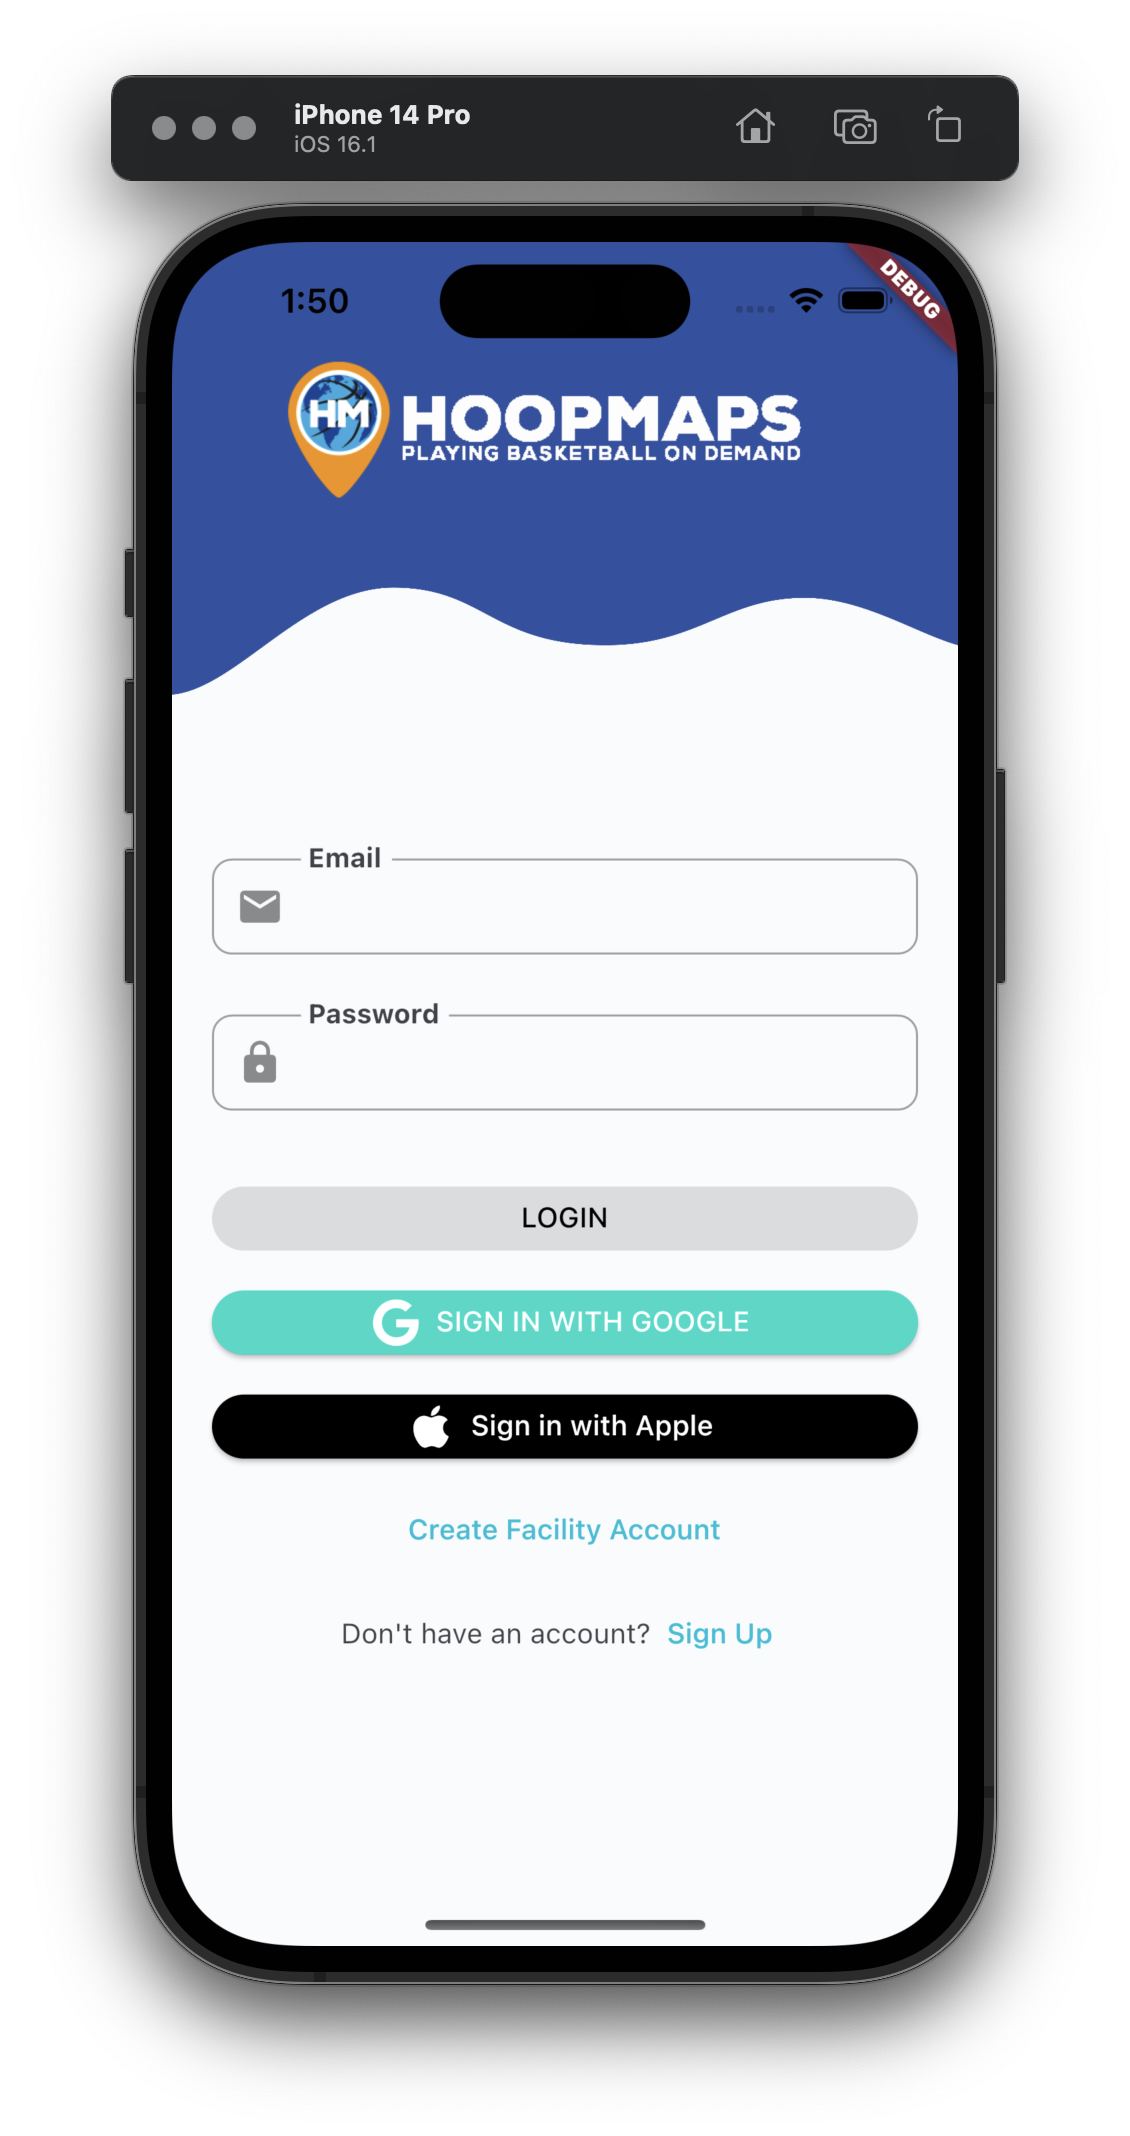 iPhone 14 Pro
iOS 16.1
1:50
DEBUG
HM
HOOPMAPS
PLAYING BASKETBALL ON DEMAND
Email
Password
LOGIN
G SIGN IN WITH GOOGLE
Sign in with Apple
Create Facility Account
Don't have an account? Sign Up